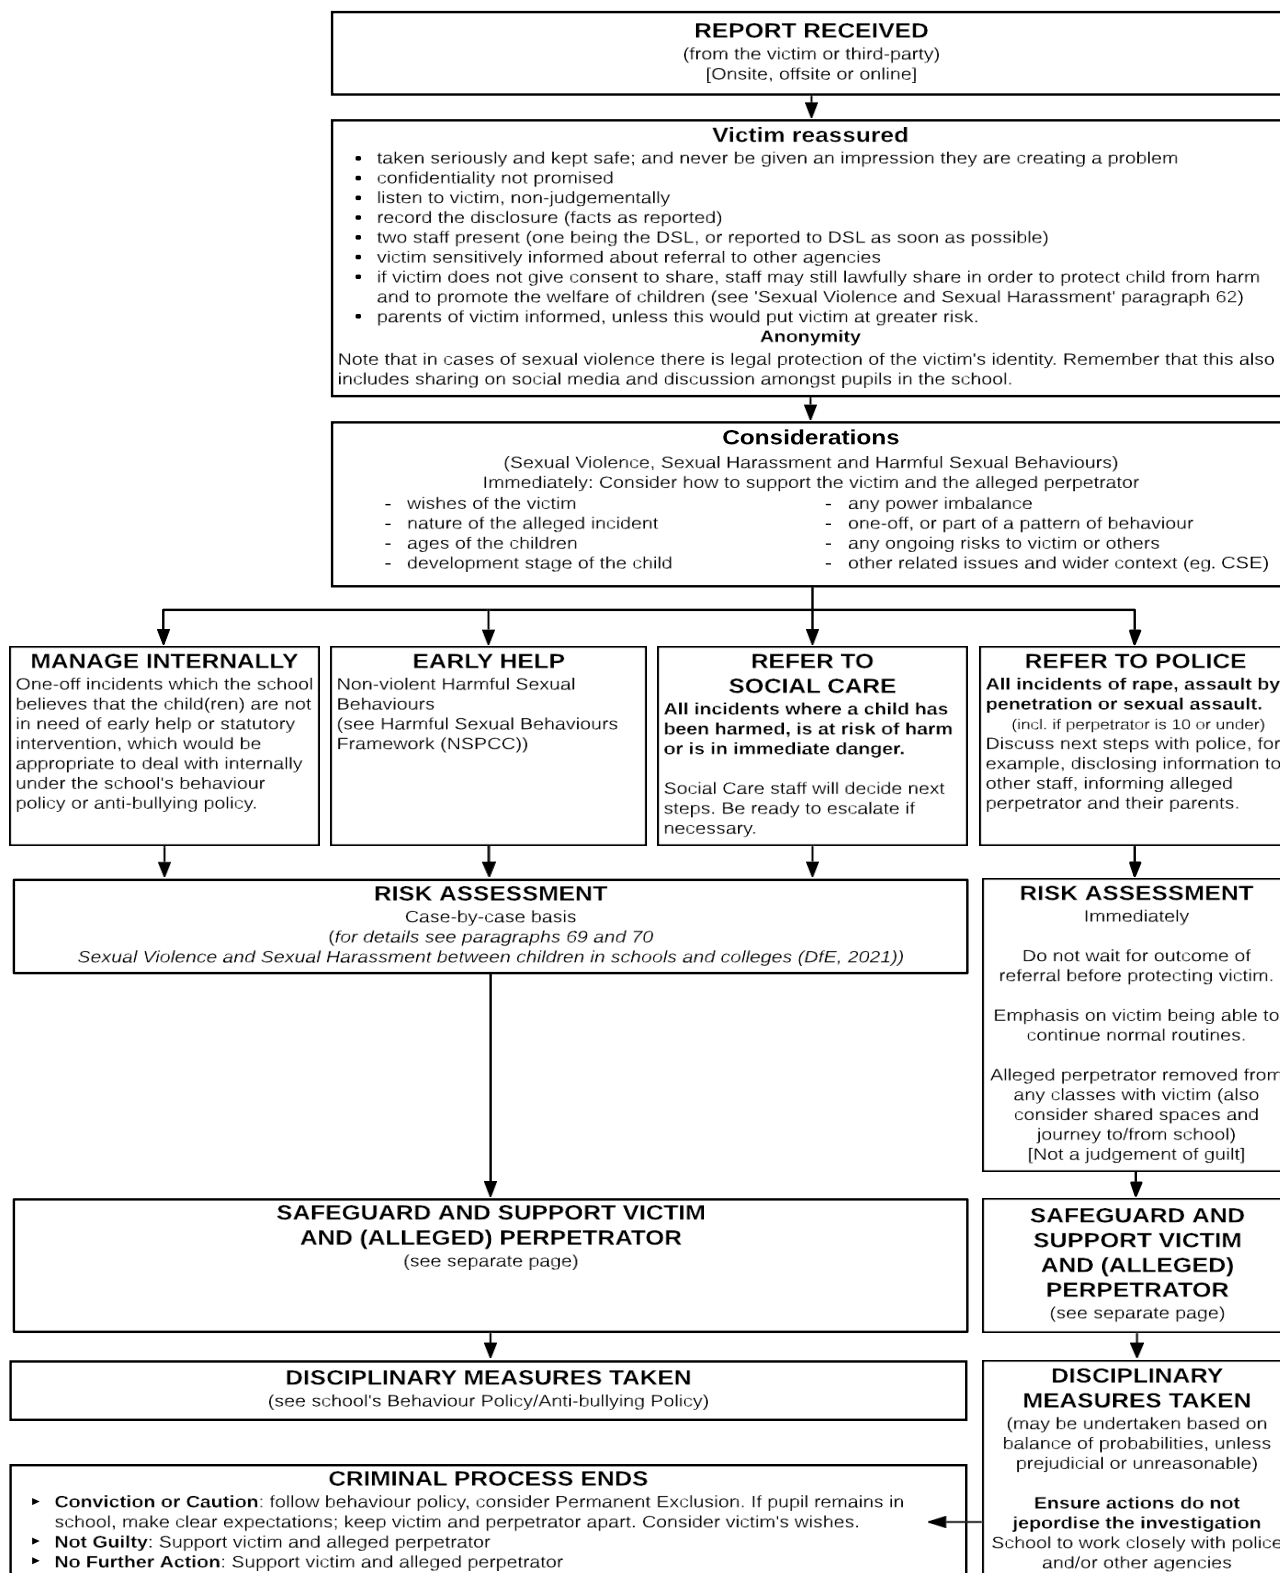 REPORT RECEIVED
(from the victim or third-party)
[Onsite, offsite or online]
Victim reassured
• taken seriously and kept safe; and never be given an impression they are creating a problem
• confidentiality not promised
• listen to victim, non-judgementally
• record the disclosure (facts as reported)
• two staff present (one being the DSL, or reported to DSL as soon as possible)
• victim sensitively informed about referral to other agencies
• if victim does not give consent to share, staff may still lawfully share in order to protect child from harm
and to promote the welfare of children (see 'Sexual Violence and Sexual Harassment' paragraph 62)
• parents of victim informed, unless this would put victim at greater risk.
Anonymity
Note that in cases of sexual violence there is legal protection of the victim's identity. Remember that this also
includes sharing on social media and discussion amongst pupils in the school.
Considerations
(Sexual Violence, Sexual Harassment and Harmful Sexual Behaviours)
Immediately: Consider how to support the victim and the alleged perpetrator
- wishes of the victim
- nature of the alleged incident
- ages of the children
- development stage of the child
- any power imbalance
- one-off, or part of a pattern of behaviour
- any ongoing risks to victim or others
- other related issues and wider context (eg. CSE)
MANAGE INTERNALLY
One-off incidents which the school
believes that the child(ren) are not
in need of early help or statutory
intervention, which would be
appropriate to deal with internally
under the school's behaviour
policy or anti-bullying policy.
EARLY HELP
Non-violent Harmful Sexual
Behaviours
(see Harmful Sexual Behaviours
Framework (NSPCC))
REFER TO
SOCIAL CARE
All incidents where a child has
been harmed, is at risk of harm
or is in immediate danger.
Social Care staff will decide next
steps. Be ready to escalate if
necessary.
REFER TO POLICE
All incidents of rape, assault by
penetration or sexual assault.
(incl. if perpetrator is 10 or under)
Discuss next steps with police, for
example, disclosing information to
other staff, informing alleged
perpetrator and their parents.
RISK ASSESSMENT
Case-by-case basis
(for details see paragraphs 69 and 70
Sexual Violence and Sexual Harassment between children in schools and colleges (DfE, 2021))
RISK ASSESSMENT
Immediately
Do not wait for outcome of
referral before protecting victim.
Emphasis on victim being able to
continue normal routines.
Alleged perpetrator removed from
any classes with victim (also
consider shared spaces and
journey to/from school)
[Not a judgement of guilt]
SAFEGUARD AND SUPPORT VICTIM
AND (ALLEGED) PERPETRATOR
(see separate page)
SAFEGUARD AND
SUPPORT VICTIM
AND (ALLEGED)
PERPETRATOR
(see separate page)
DISCIPLINARY MEASURES TAKEN
(see school's Behaviour Policy/Anti-bullying Policy)
DISCIPLINARY
MEASURES TAKEN
(may be undertaken based on
balance of probabilities, unless
prejudicial or unreasonable)
Ensure actions do not
jepordise the investigation
School to work closely with police
and/or other agencies
CRIMINAL PROCESS ENDS
▸ Conviction or Caution: follow behaviour policy, consider Permanent Exclusion. If pupil remains in
school, make clear expectations; keep victim and perpetrator apart. Consider victim's wishes.
▸ Not Guilty: Support victim and alleged perpetrator
▸ No Further Action: Support victim and alleged perpetrator